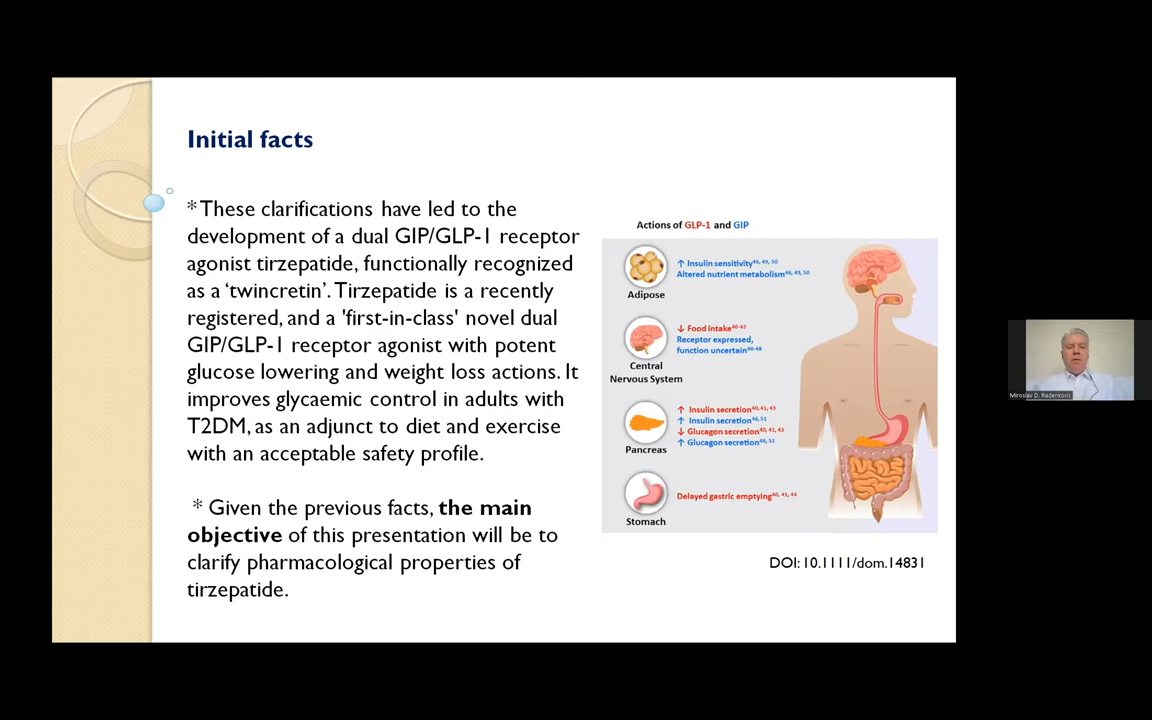 Initial facts
* These clarifications have led to the
development of a dual GIP/GLP-1 receptor
agonist tirzepatide, functionally recognized
as a ‘twincretin’. Tirzepatide is a recently
registered, and a 'first-in-class' novel dual
GIP/GLP-1 receptor agonist with potent
glucose lowering and weight loss actions. It
improves glycaemic control in adults with
T2DM, as an adjunct to diet and exercise
with an acceptable safety profile.
* Given the previous facts, the main
objective of this presentation will be to
clarify pharmacological properties of
tirzepatide.
Actions of GLP-1 and GIP
Adipose
↑ Insulin sensitivity46, 49, 50
Altered nutrient metabolism46, 49, 50
Central
Nervous System
↓ Food intake40-42
Receptor expressed,
function uncertain46-48
Pancreas
↑ Insulin secretion40, 41, 43
↑ Insulin secretion46, 51
↓ Glucagon secretion40, 41, 43
↑ Glucagon secretion46, 51
Stomach
Delayed gastric emptying40, 41, 44
DOI: 10.1111/dom.14831
Miroslav D. Radenkovic